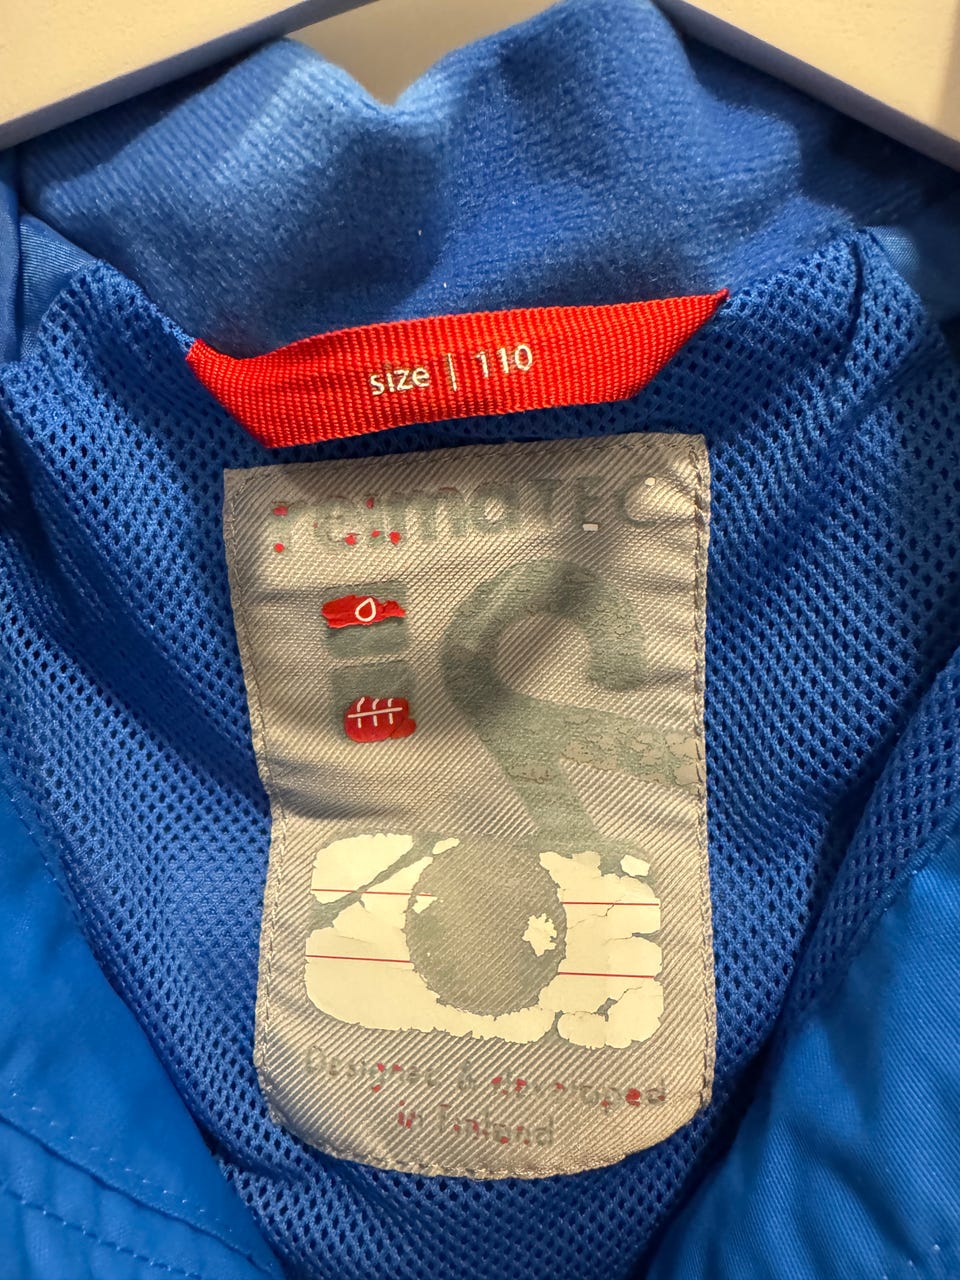 size | 110
reimaTEC
Designed & developed
in Finland